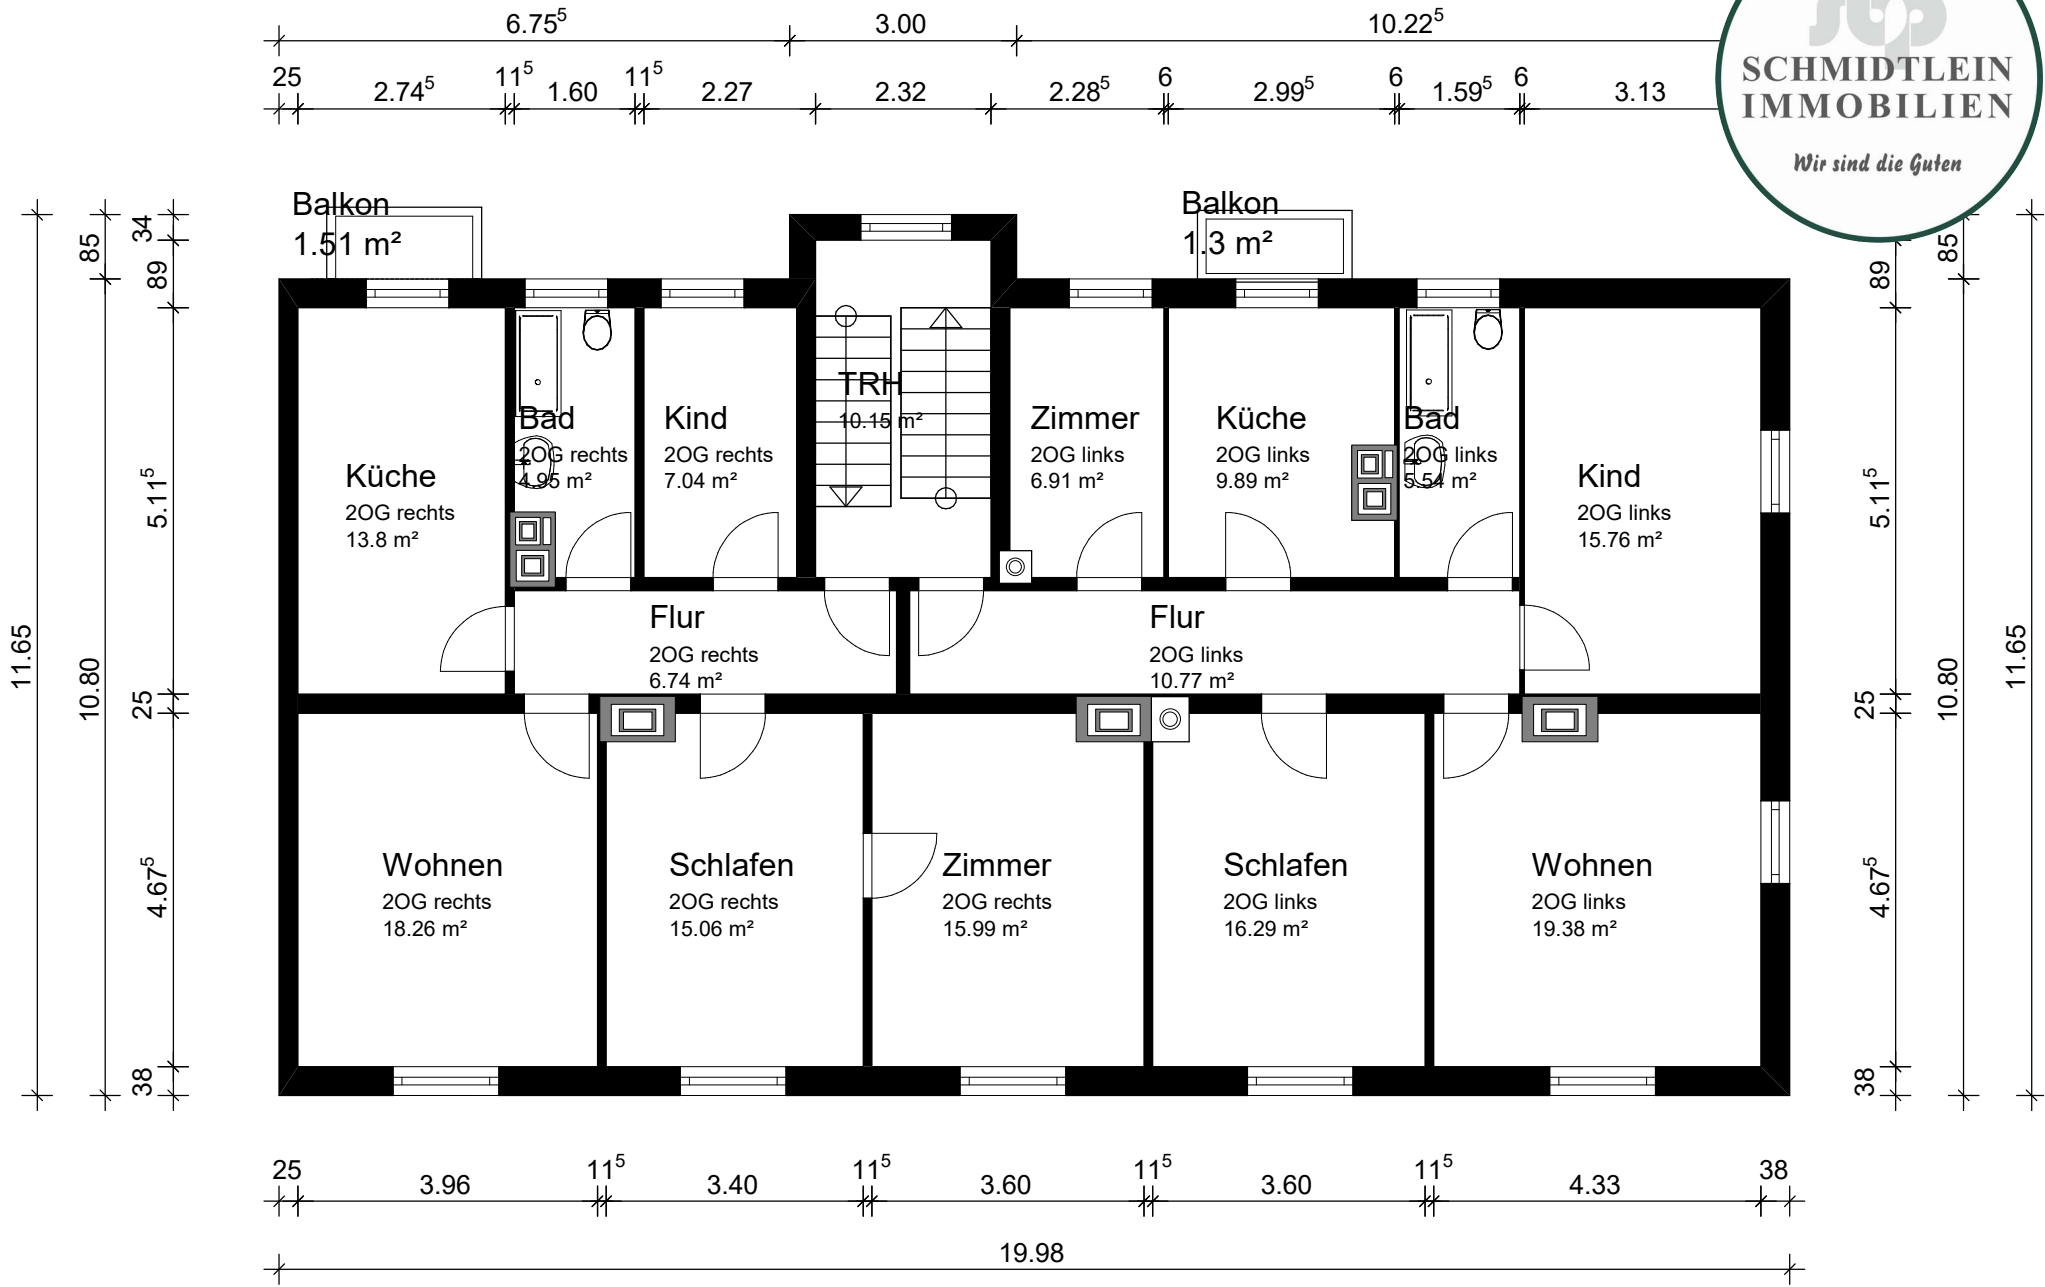 6.75⁵ 3.00 10.22⁵
25 2.74⁵ 11⁵ 1.60 11⁵ 2.27 2.32 2.28⁵ 6 2.99⁵ 6 1.59⁵ 6 3.13
SCHMIDTLEIN
IMMOBILIEN
Wir sind die Guten
Balkon
1.51 m²
Balkon
1.3 m²
34
85
89
5.11⁵
11.65
10.80
25
4.67⁵
38
Küche
2OG rechts
13.8 m²
Bad
2OG rechts
4.95 m²
Kind
2OG rechts
7.04 m²
TRH
10.15 m²
Zimmer
2OG links
6.91 m²
Küche
2OG links
9.89 m²
Bad
2OG links
5.54 m²
Kind
2OG links
15.76 m²
Flur
2OG rechts
6.74 m²
Flur
2OG links
10.77 m²
Wohnen
2OG rechts
18.26 m²
Schlafen
2OG rechts
15.06 m²
Zimmer
2OG rechts
15.99 m²
Schlafen
2OG links
16.29 m²
Wohnen
2OG links
19.38 m²
85
89
5.11⁵
11.65
10.80
25
4.67⁵
38
25 3.96 11⁵ 3.40 11⁵ 3.60 11⁵ 3.60 11⁵ 4.33 38
19.98